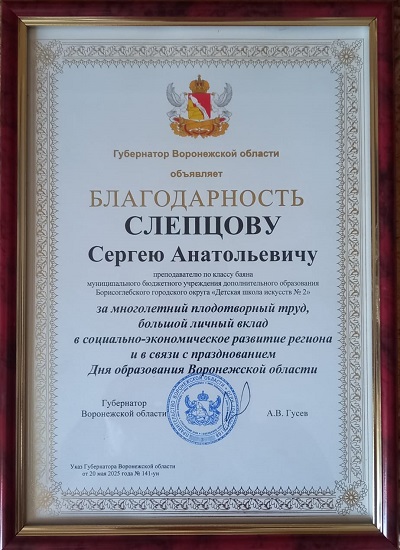 Губернатор Воронежской области
объявляет
БЛАГОДАРНОСТЬ
СЛЕПЦОВУ
Сергею Анатольевичу
преподавателю по классу баяна
муниципального бюджетного учреждения дополнительного образования
Борисоглебского городского округа «Детская школа искусств № 2»
за многолетний плодотворный труд,
большой личный вклад
в социально-экономическое развитие региона
и в связи с празднованием
Дня образования Воронежской области
Губернатор
Воронежской области
А.В. Гусев
Указ Губернатора Воронежской области
от 20 мая 2025 года № 141-ун